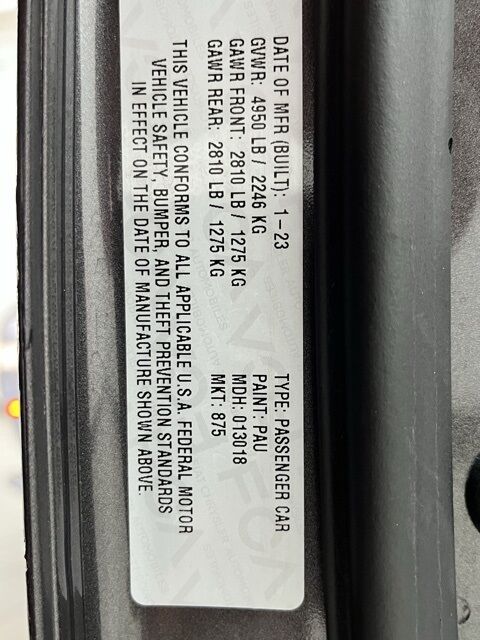 DATE OF MFR (BUILT): 1-23 TYPE: PASSENGER CAR
GVWR: 4950 LB / 2246 KG PAINT: PAU
GAWR FRONT: 2810 LB / 1275 KG MDH: 013018
GAWR REAR: 2810 LB / 1275 KG MKT: 875
THIS VEHICLE CONFORMS TO ALL APPLICABLE U.S.A. FEDERAL MOTOR
VEHICLE SAFETY, BUMPER, AND THEFT PREVENTION STANDARDS
IN EFFECT ON THE DATE OF MANUFACTURE SHOWN ABOVE.